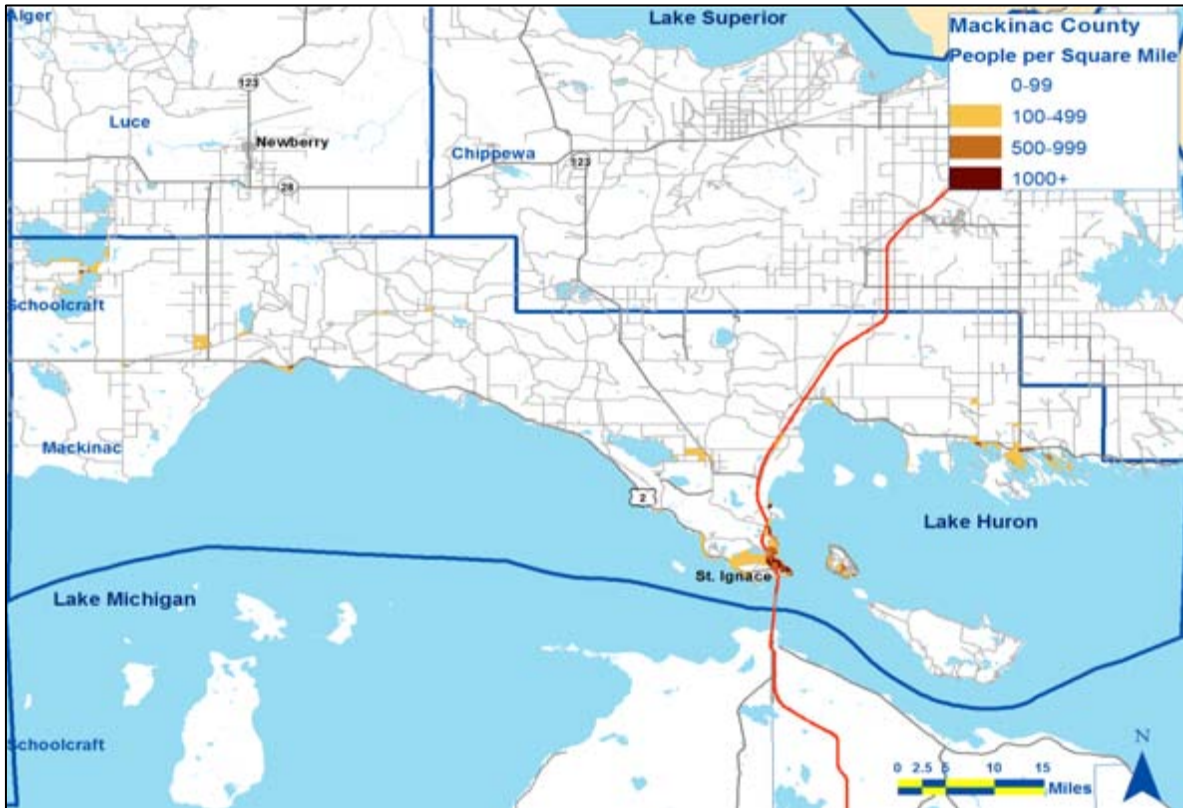 Alger
Lake Superior
Mackinac County
People per Square Mile
0-99
100-499
500-999
1000+
123
Luce
Newberry
Chippewa
123
28
Schoolcraft
Mackinac
2
Lake Huron
St. Ignace
Lake Michigan
Schoolcraft
N
0 2.5 5 10 15
Miles